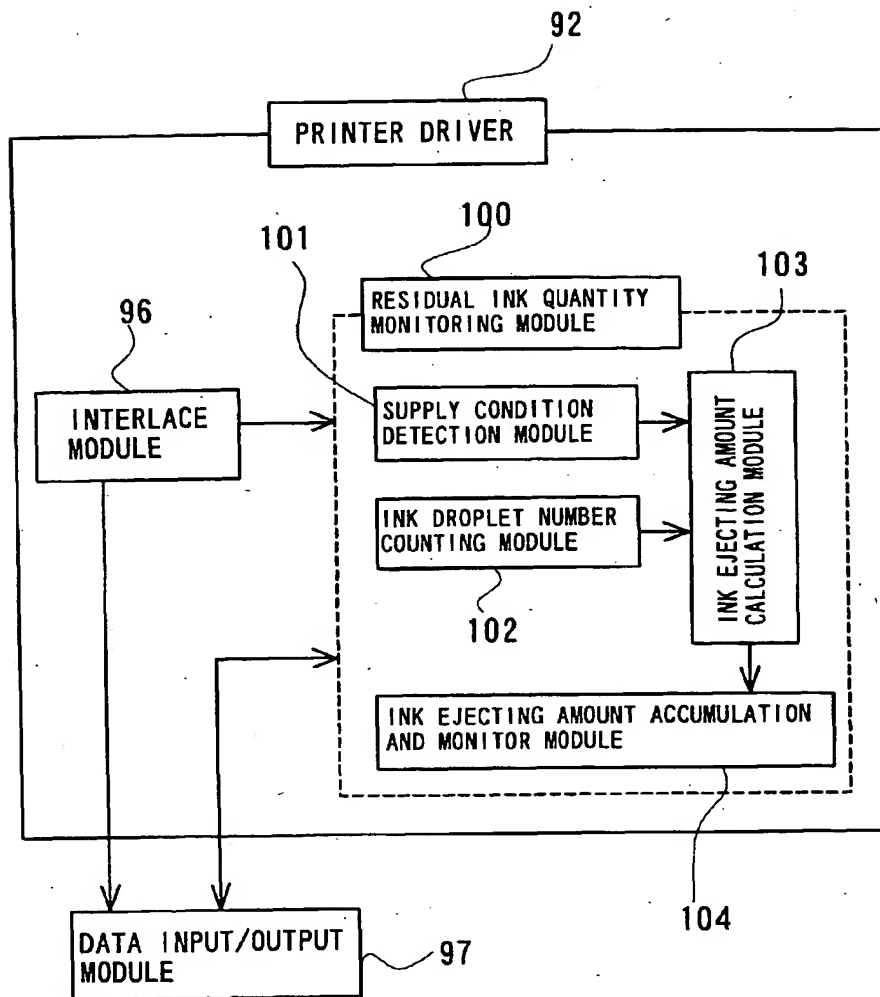 92
PRINTER DRIVER
100
101
103
RESIDUAL INK QUANTITY
MONITORING MODULE
96
INTERLACE
MODULE
SUPPLY CONDITION
DETECTION MODULE
INK EJECTING AMOUNT
CALCULATION MODULE
INK DROPLET NUMBER
COUNTING MODULE
102
INK EJECTING AMOUNT ACCUMULATION
AND MONITOR MODULE
104
DATA INPUT/OUTPUT
MODULE
97